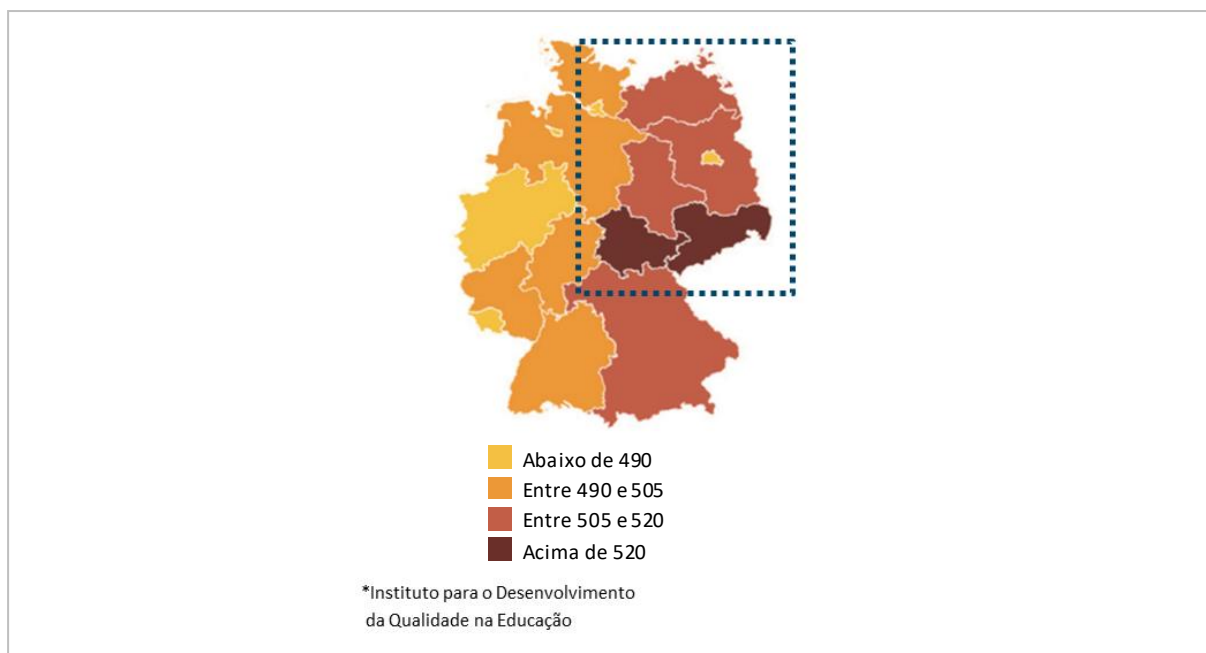 Abaixo de 490
Entre 490 e 505
Entre 505 e 520
Acima de 520
*Instituto para o Desenvolvimento
da Qualidade na Educação